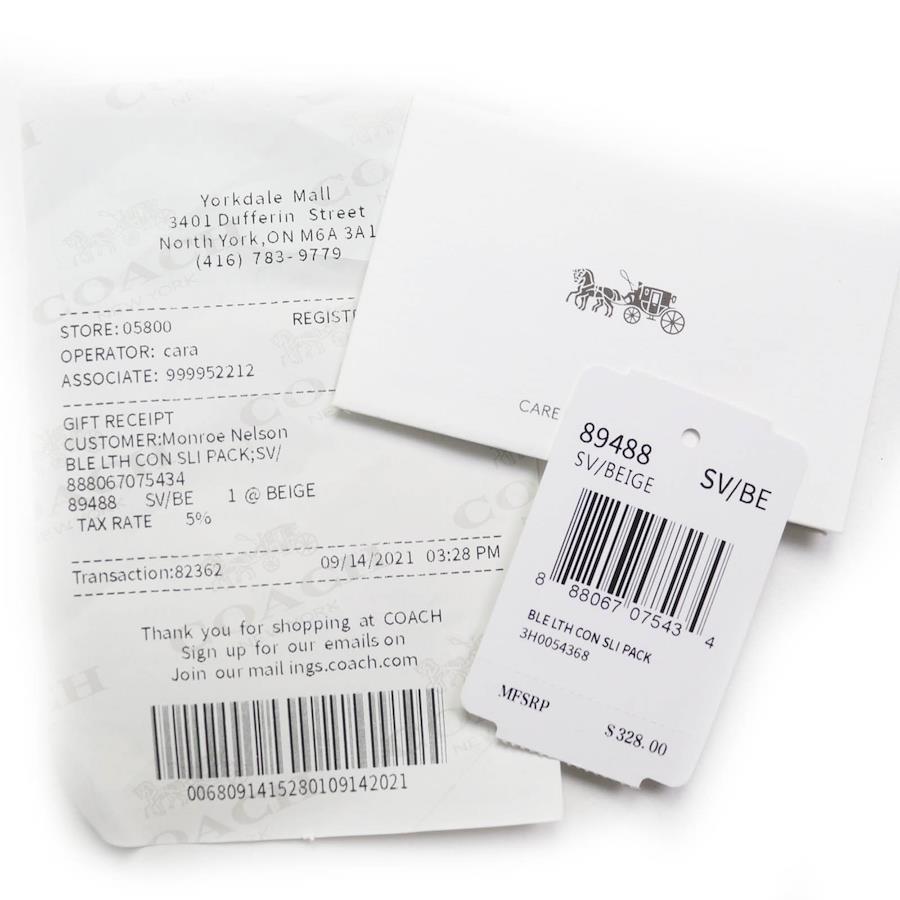 Yorkdale Mall
3401 Dufferin Street
North York,ON M6A 3A1
(416) 783-9779
STORE:05800 REGIST
OPERATOR: cara
ASSOCIATE: 999952212
GIFT RECEIPT
CUSTOMER:Monroe Nelson
BLE LTH CON SLI PACK;SV/
888067075434
89488 SV/BE 1 @ BEIGE
TAX RATE 5%
Transaction:82362 09/14/2021 03:28 PM
Thank you for shopping at COACH
Sign up for our emails on
Join our mail ings.coach.com
0068091415280109142021
COACH
NEW YORK
CARE
89488
SV/BEIGE SV/BE
8 88067 07543 4
BLE LTH CON SLI PACK
3H0054368
MFSRP
$328.00